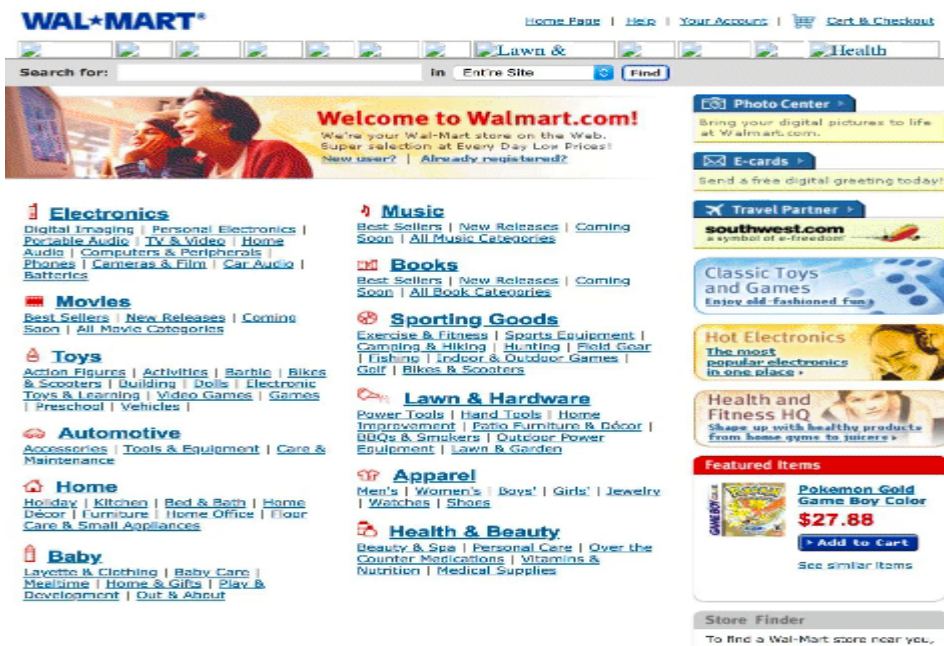 WAL★MART®
Home Page | Help | Your Account | Cart & Checkout
Lawn &
Health
Search for:
in
Entire Site
Find
Welcome to Walmart.com!
We're your Wal-Mart store on the Web.
Super selection at Every Day Low Prices!
New user? | Already registered?
Electronics
Digital Imaging | Personal Electronics |
Portable Audio | TV & Video | Home
Audio | Computers & Peripherals |
Phones | Cameras & Film | Car Audio |
Batteries
Movies
Best Sellers | New Releases | Coming
Soon | All Movie Categories
Toys
Action Figures | Activities | Barbie | Bikes
& Scooters | Building | Dolls | Electronic
Toys & Learning | Video Games | Games
| Preschool | Vehicles |
Automotive
Accessories | Tools & Equipment | Care &
Maintenance
Home
Holiday | Kitchen | Bed & Bath | Home
Décor | Furniture | Home Office | Floor
Care & Small Appliances
Baby
Layette & Clothing | Baby Care |
Mealtime | Home & Gifts | Play &
Development | Out & About
Music
Best Sellers | New Releases | Coming
Soon | All Music Categories
Books
Best Sellers | New Releases | Coming
Soon | All Book Categories
Sporting Goods
Exercise & Fitness | Sports Equipment |
Camping & Hiking | Hunting | Field Gear
| Fishing | Indoor & Outdoor Games |
Golf | Bikes & Scooters
Lawn & Hardware
Power Tools | Hand Tools | Home
Improvement | Patio Furniture & Décor |
BBQs & Smokers | Outdoor Power
Equipment | Lawn & Garden
Apparel
Men's | Women's | Boys' | Girls' | Jewelry
| Watches | Shoes
Health & Beauty
Beauty & Spa | Personal Care | Over the
Counter Medications | Vitamins &
Nutrition | Medical Supplies
Photo Center
Bring your digital pictures to life
at Walmart.com.
E-cards
Send a free digital greeting today!
Travel Partner
southwest.com
a symbol of e-freedom
Classic Toys
and Games
Enjoy old-fashioned fun
Hot Electronics
The most
popular electronics
in one place
Health and
Fitness HQ
Shape up with healthy products
from home gyms to juicers
Featured Items
GAME BOY COLOR
Pokemon Gold
Game Boy Color
$27.88
Add to Cart
See similar items
Store Finder
To find a Wal-Mart store near you,